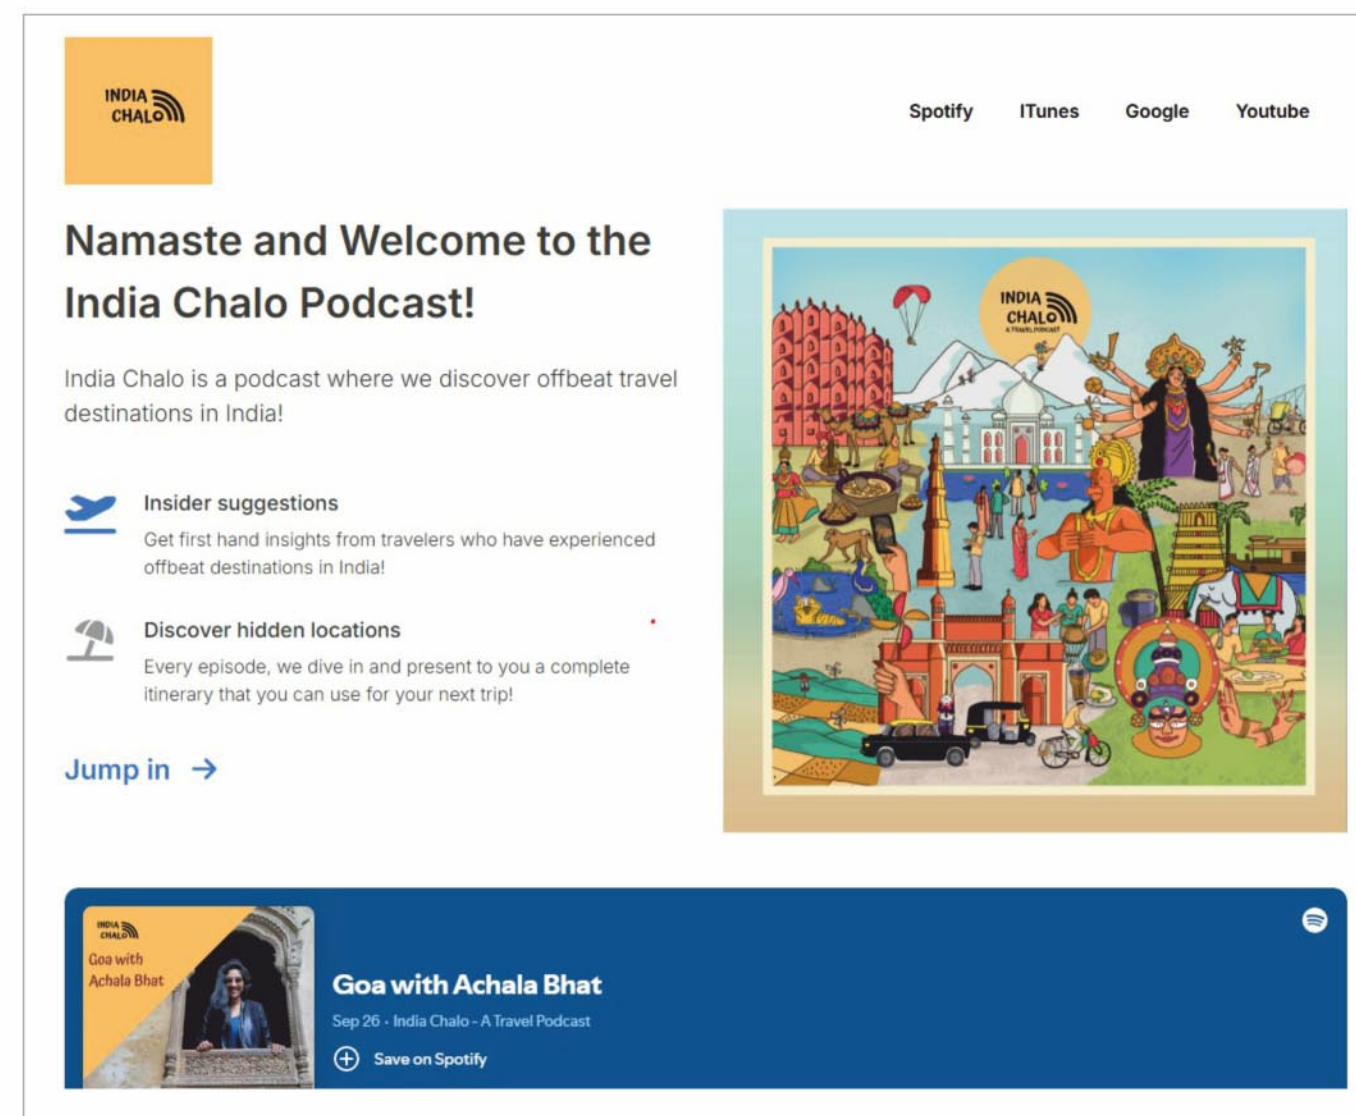 INDIA
CHALO
Spotify ITunes Google Youtube
Namaste and Welcome to the
India Chalo Podcast!
India Chalo is a podcast where we discover offbeat travel
destinations in India!
Insider suggestions
Get first hand insights from travelers who have experienced
offbeat destinations in India!
Discover hidden locations
Every episode, we dive in and present to you a complete
itinerary that you can use for your next trip!
Jump in
INDIA
CHALO
A TRAVEL PODCAST
INDIA
CHALO
Goa with
Achala Bhat
Goa with Achala Bhat
Sep 26 · India Chalo - A Travel Podcast
Save on Spotify